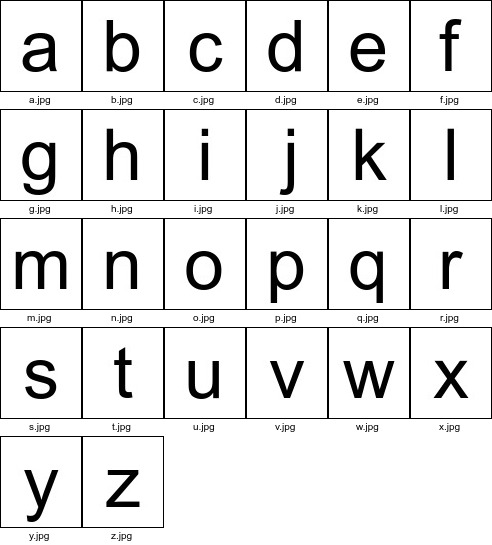 a b c d e f
a.jpg b.jpg c.jpg d.jpg e.jpg f.jpg
g h i j k l
g.jpg h.jpg i.jpg j.jpg k.jpg l.jpg
m n o p q r
m.jpg n.jpg o.jpg p.jpg q.jpg r.jpg
s t u v w x
s.jpg t.jpg u.jpg v.jpg w.jpg x.jpg
y z
y.jpg z.jpg